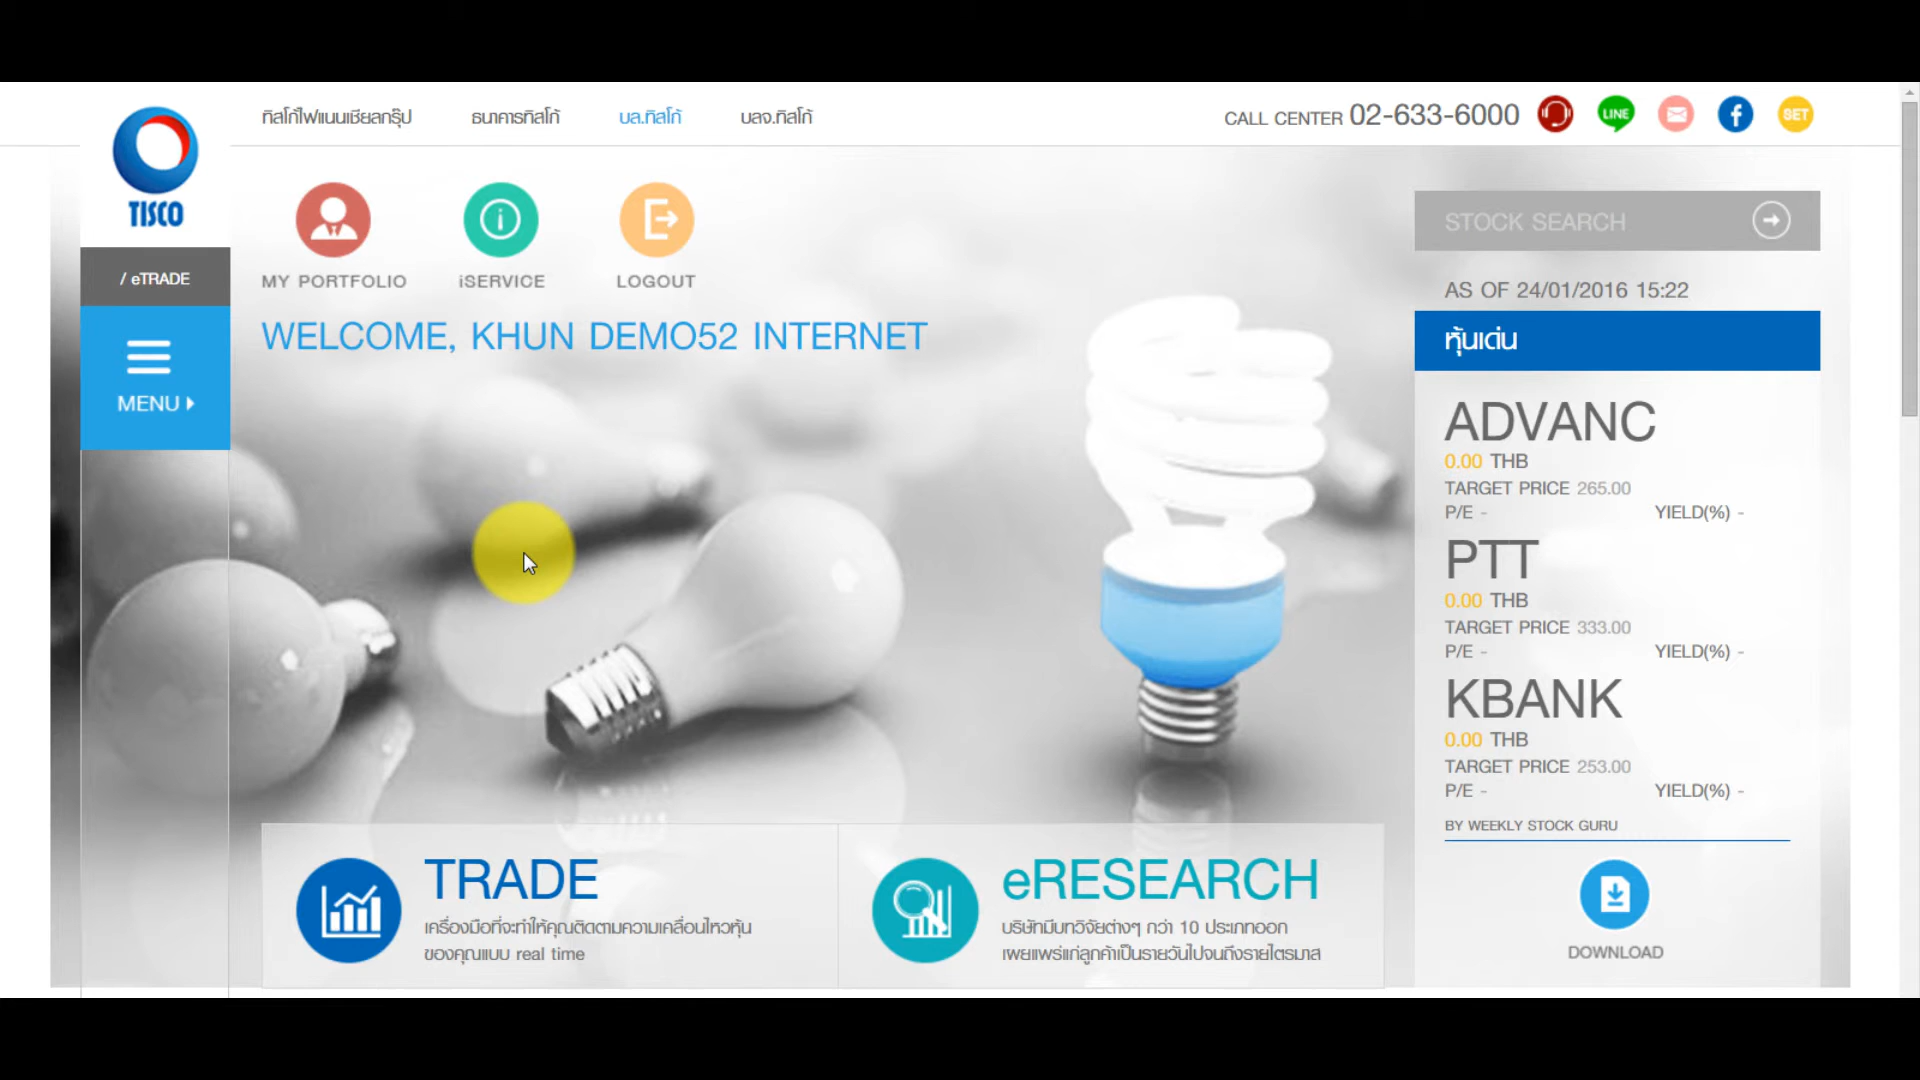 ทิสโก้ไฟแนนเชียลกรุ๊ป
ธนาคารทิสโก้
บล.ทิสโก้
บลจ.ทิสโก้
CALL CENTER 02-633-6000
LINE
SET
TISCO
/ eTRADE
MENU
MY PORTFOLIO
iSERVICE
LOGOUT
WELCOME, KHUN DEMO52 INTERNET
STOCK SEARCH
AS OF 24/01/2016 15:22
หุ้นเด่น
ADVANC
0.00 THB
TARGET PRICE 265.00
P/E - YIELD(%) -
PTT
0.00 THB
TARGET PRICE 333.00
P/E - YIELD(%) -
KBANK
0.00 THB
TARGET PRICE 253.00
P/E - YIELD(%) -
BY WEEKLY STOCK GURU
DOWNLOAD
TRADE
เครื่องมือที่จะทำให้คุณติดตามความเคลื่อนไหวหุ้น
ของคุณแบบ real time
eRESEARCH
บริษัทมีบทวิจัยต่างๆ กว่า 10 ประเภทออก
เผยแพร่แก่ลูกค้าเป็นรายวันไปจนถึงรายไตรมาส